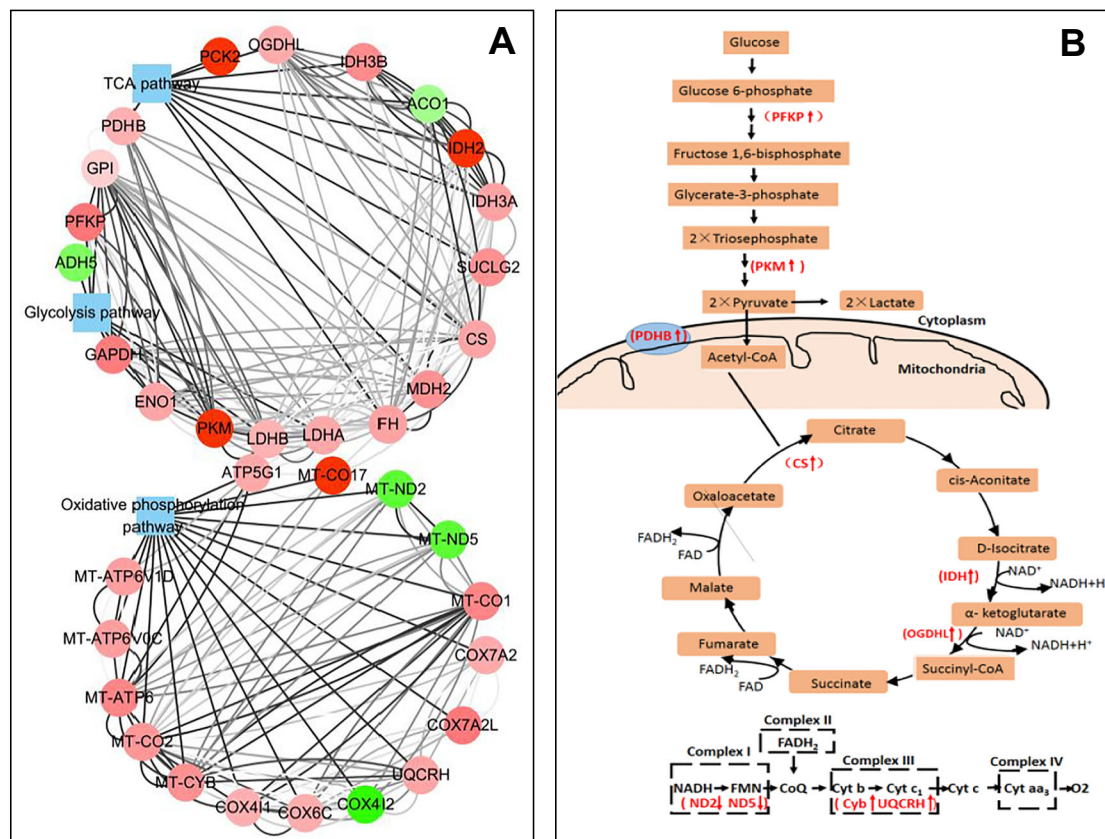 A
OGDHL
PCK2
IDH3B
TCA pathway
ACO1
PDHB
IDH2
GPI
IDH3A
PFKP
ADH5
SUCLG2
Glycolysis pathway
CS
GAPDH
MDH2
ENO1
FH
PKM
LDHB
LDHA
ATP5G1
MT-CO17
MT-ND2
Oxidative phosphorylation
pathway
MT-ND5
MT-ATP6V1D
MT-CO1
MT-ATP6V0C
COX7A2
MT-ATP6
COX7A2L
MT-CO2
UQCRH
MT-CYB
COX4I1
COX6C
COX4I2
B
Glucose
Glucose 6-phosphate
(PFKP↑)
Fructose 1,6-bisphosphate
Glycerate-3-phosphate
2×Triosephosphate
(PKM↑)
2×Pyruvate
2×Lactate
Cytoplasm
(PDHB↑)
Acetyl-CoA
Mitochondria
Citrate
(CS↑)
cis-Aconitate
Oxaloacetate
FADH2
FAD
D-Isocitrate
(IDH↑)
NAD+
NADH+H
Malate
α- ketoglutarate
(OGDHL↑)
NAD+
NADH+H+
Fumarate
FADH2
FAD
Succinyl-CoA
Succinate
Complex II
FADH2
Complex I
Complex III
Complex IV
NADH FMN CoQ Cyt b Cyt c1 Cyt c Cyt aa3 O2
( ND2↓ ND5↓) ( Cyb↑UQCRH↑)